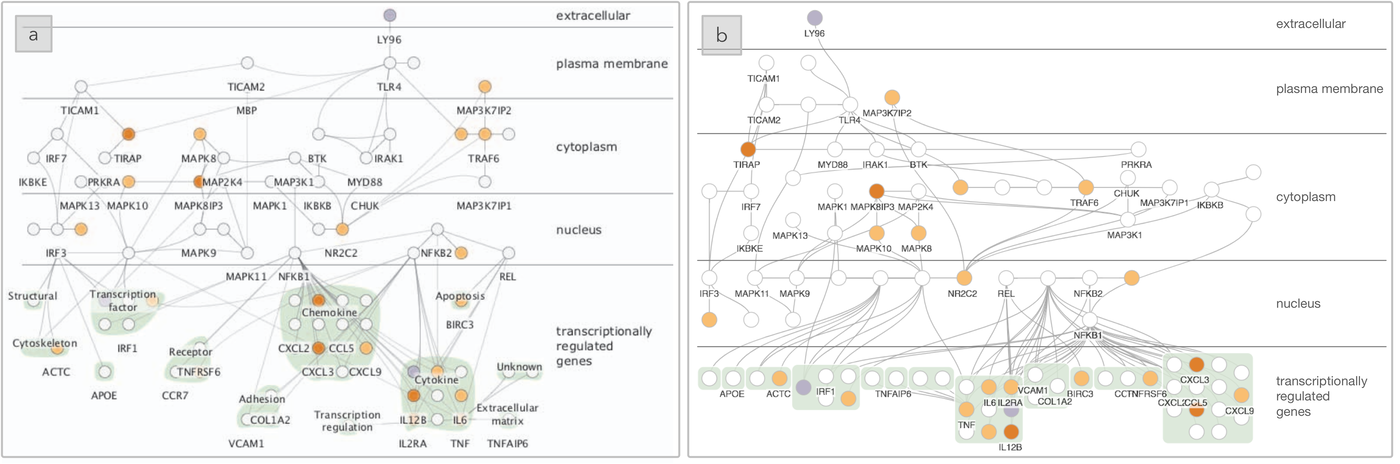 a
extracellular
LY96
plasma membrane
TICAM2
TLR4
TICAM1
MBP
MAP3K7IP2
cytoplasm
IRF7
TIRAP
MAPK8
BTK
IRAK1
TRAF6
IKBKE
PRKRA
MAP2K4
MAP3K1
MYD88
MAPK13
MAPK10
MAPK8IP3
MAPK1
IKBKB
CHUK
MAP3K7IP1
nucleus
IRF3
MAPK9
NR2C2
NFKB2
MAPK11
NFKB1
REL
Structural
Transcription
factor
Chemokine
Apoptosis
BIRC3
transcriptionally
regulated
genes
Cytoskeleton
IRF1
Receptor
CXCL2
CCL5
ACTC
TNFRSF6
CXCL3
CXCL9
Cytokine
Unknown
APOE
CCR7
Adhesion
COL1A2
Transcription
regulation
IL12B
IL6
Extracellular
matrix
VCAM1
IL2RA
TNF
TNFAIP6
b
extracellular
LY96
plasma membrane
TICAM1
MAP3K7IP2
TICAM2
TLR4
cytoplasm
TIRAP
MYD88
IRAK1
BTK
PRKRA
CHUK
IRF7
MAPK1
MAPK8IP3
MAP2K4
TRAF6
MAP3K7IP1
IKBKB
MAPK13
MAP3K1
IKBKE
MAPK10
MAPK8
nucleus
IRF3
MAPK11
MAPK9
NR2C2
REL
NFKB2
NFKB1
transcriptionally
regulated
genes
APOE
ACTC
IRF1
TNFAIP6
VCAM1
BIRC3
TNFRSF6
CXCL3
IL6
IL2RA
COL1A2
CCL5
CXCL9
TNF
IL12B